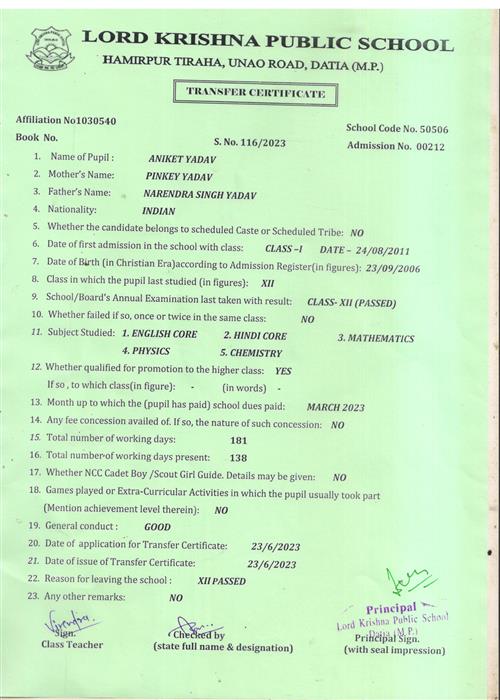 LORD KRISHNA PUBLIC SCHOOL
HAMIRPUR TIRAHA, UNAO ROAD, DATIA (M.P.)
TRANSFER CERTIFICATE
Affiliation No1030540
School Code No. 50506
Book No.
S. No. 116/2023
Admission No. 00212
1. Name of Pupil : ANIKET YADAV
2. Mother's Name: PINKEY YADAV
3. Father's Name: NARENDRA SINGH YADAV
4. Nationality: INDIAN
5. Whether the candidate belongs to scheduled Caste or Scheduled Tribe: NO
6. Date of first admission in the school with class: CLASS –I DATE – 24/08/2011
7. Date of Birth (in Christian Era)according to Admission Register(in figures): 23/09/2006
8. Class in which the pupil last studied (in figures): XII
9. School/Board's Annual Examination last taken with result: CLASS- XII (PASSED)
10. Whether failed if so, once or twice in the same class: NO
11. Subject Studied: 1. ENGLISH CORE 2. HINDI CORE 3. MATHEMATICS
4. PHYSICS 5. CHEMISTRY
12. Whether qualified for promotion to the higher class: YES
If so , to which class(in figure): - (in words) -
13. Month up to which the (pupil has paid) school dues paid: MARCH 2023
14. Any fee concession availed of. If so, the nature of such concession: NO
15. Total number of working days: 181
16. Total number of working days present: 138
17. Whether NCC Cadet Boy /Scout Girl Guide. Details may be given: NO
18. Games played or Extra-Curricular Activities in which the pupil usually took part
(Mention achievement level therein): NO
19. General conduct : GOOD
20. Date of application for Transfer Certificate: 23/6/2023
21. Date of issue of Transfer Certificate: 23/6/2023
22. Reason for leaving the school : XII PASSED
23. Any other remarks: NO
Virendra
Sign.
Class Teacher
Checked by
(state full name & designation)
Principal
Lord Krishna Public School
Datia (M.P.)
Principal Sign.
(with seal impression)